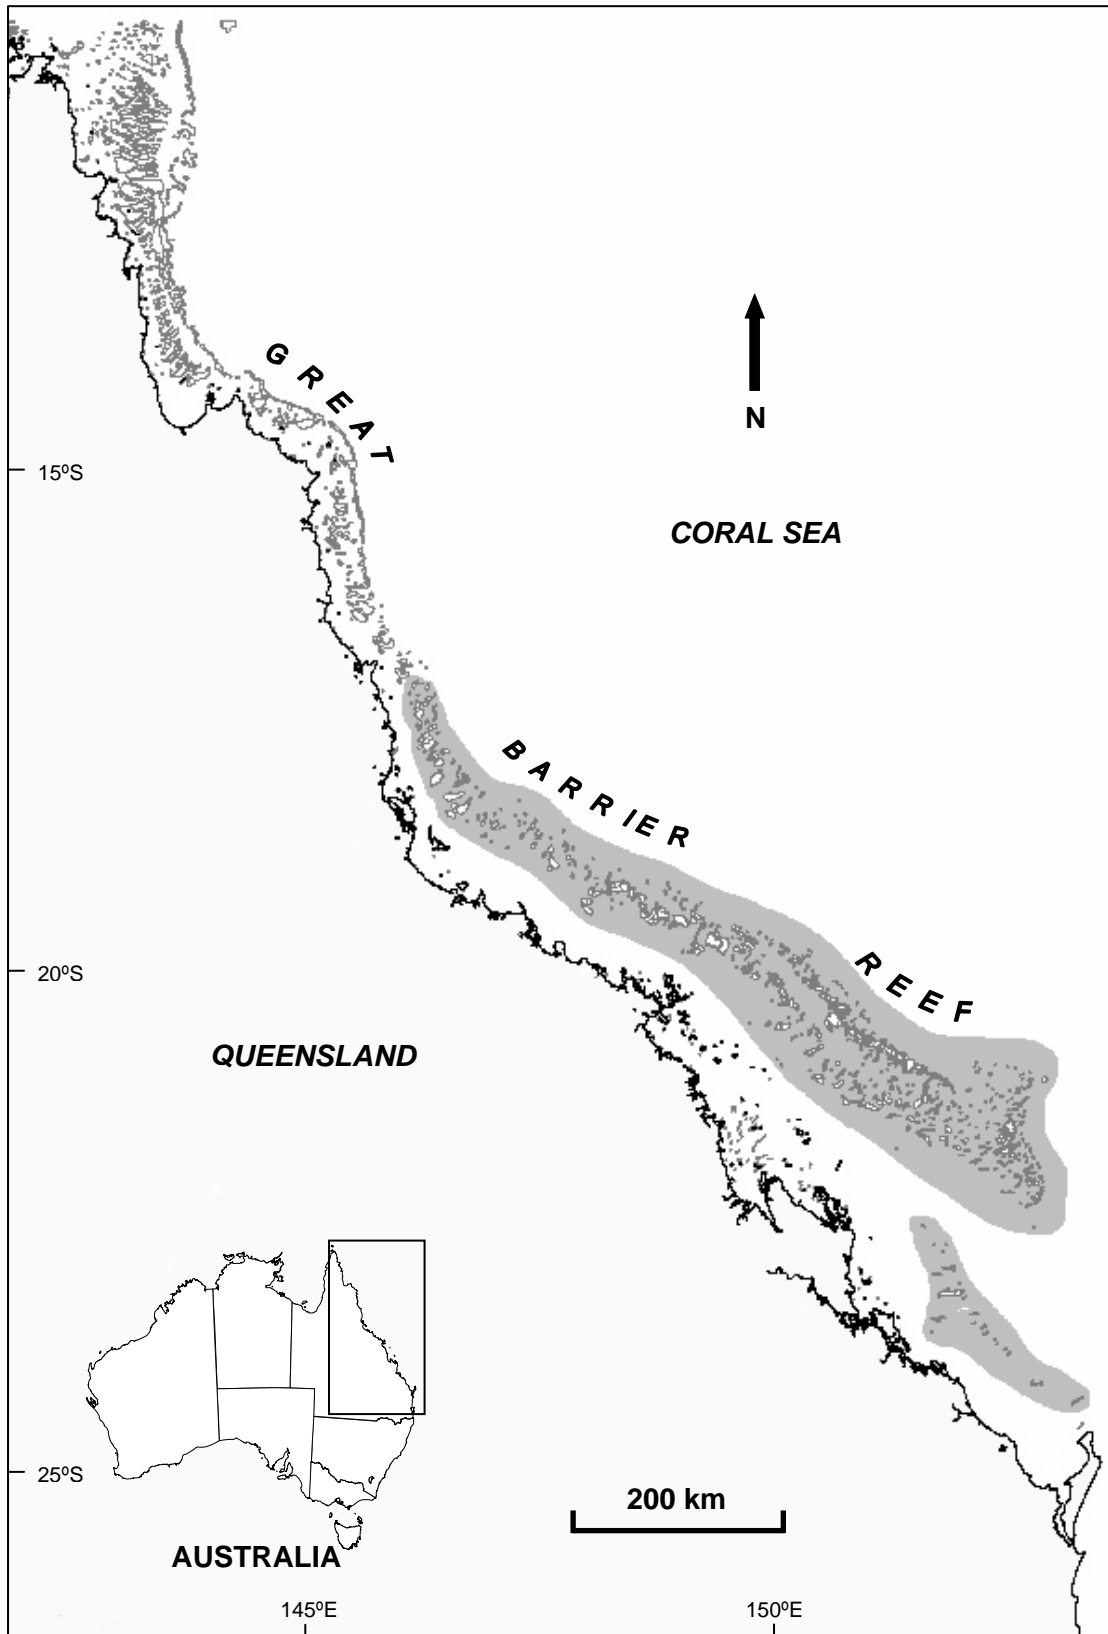 GREAT
N
15ºS
CORAL SEA
BARRIER
REEF
20ºS
QUEENSLAND
25ºS
200 km
AUSTRALIA
145ºE
150ºE